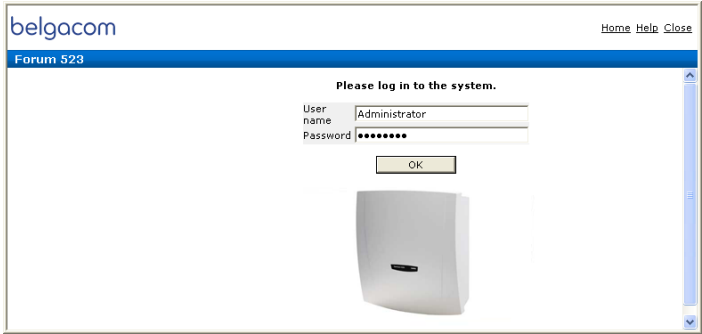 belgacom
Home Help Close
Forum 523
Please log in to the system.
User
name
Administrator
Password ●●●●●●●●
OK